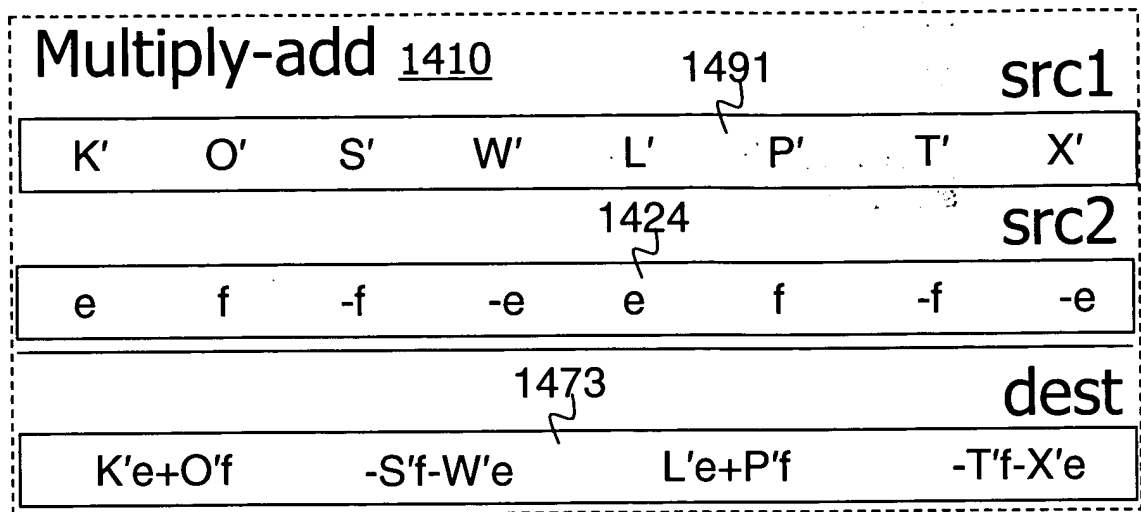 Multiply-add 1410
1491
src1
K' O' S' W' L' P' T' X'
1424
src2
e f -f -e e f -f -e
1473
dest
K'e+O'f -S'f-W'e L'e+P'f -T'f-X'e